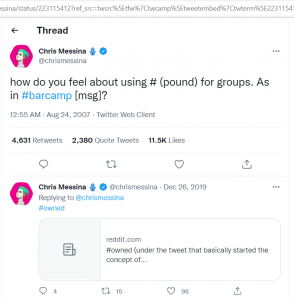 essina/status/223115412?ref_src=twsrc%5Etfw%7Ctwcamp%5Etweetembed%7Ctwterm%5E2231154
Thread
Chris Messina
@chrismessina
how do you feel about using # (pound) for groups. As
in #barcamp [msg]?
12:55 AM · Aug 24, 2007 · Twitter Web Client
4,631 Retweets 2,380 Quote Tweets 11.5K Likes
Chris Messina @chrismessina · Dec 26, 2019
Replying to @chrismessina
#owned
reddit.com
#owned (under the tweet that basically started the
concept of...
4 15 96